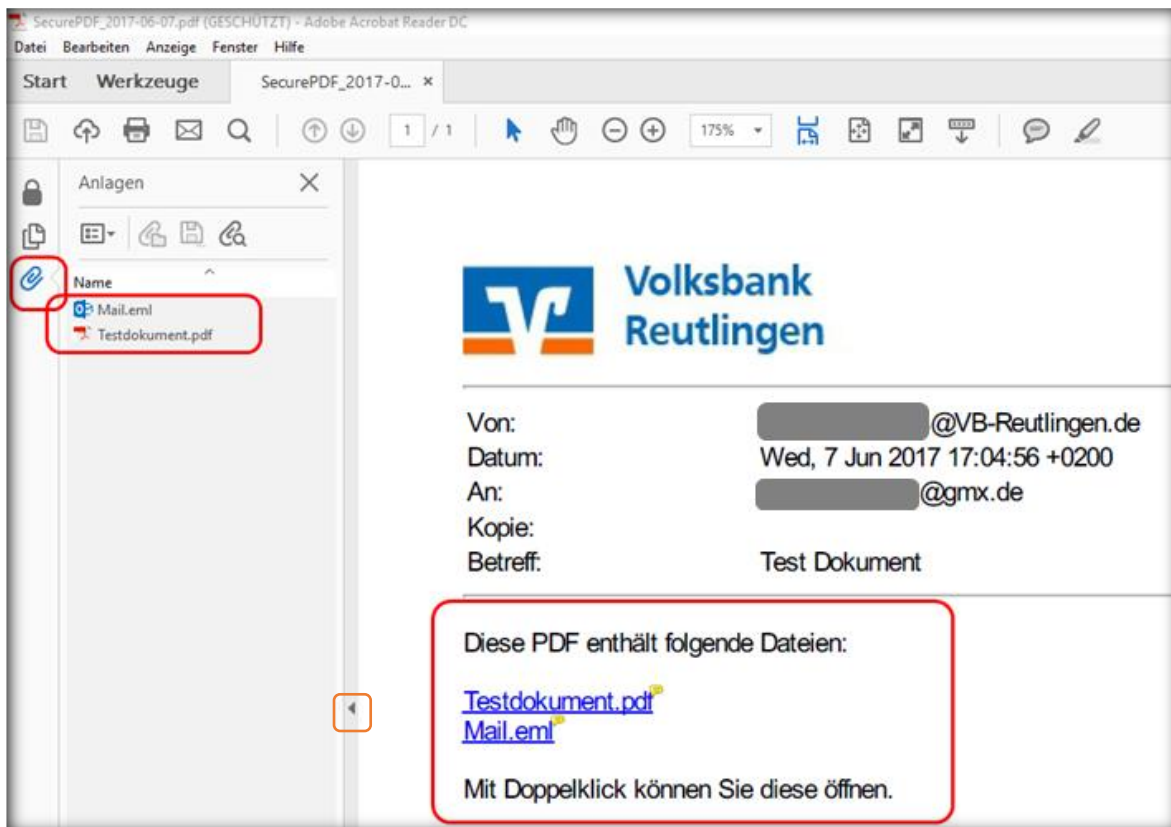 SecurePDF_2017-06-07.pdf (GESCHÜTZT) - Adobe Acrobat Reader DC
Datei Bearbeiten Anzeige Fenster Hilfe
Start Werkzeuge SecurePDF_2017-0... ×
1 / 1 175%
Anlagen
Name
Mail.eml
Testdokument.pdf
Volksbank
Reutlingen
Von: @VB-Reutlingen.de
Datum: Wed, 7 Jun 2017 17:04:56 +0200
An: @gmx.de
Kopie:
Betreff: Test Dokument
Diese PDF enthält folgende Dateien:
Testdokument.pdf
Mail.eml
Mit Doppelklick können Sie diese öffnen.